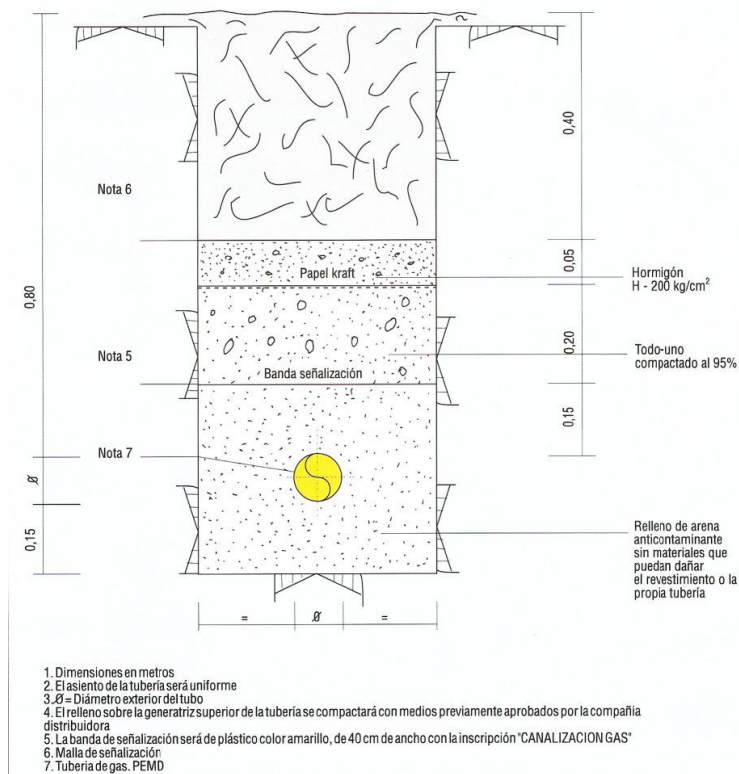 0,80
0,40
Nota 6
Papel kraft
0,05
Hormigón
H - 200 kg/cm²
Nota 5
Banda señalización
0,20
Todo-uno
compactado al 95%
0,15
Nota 7
Ø
0,15
Relleno de arena
anticontaminante
sin materiales que
puedan dañar
el revestimiento o la
propia tubería
= Ø =
1. Dimensiones en metros
2. El asiento de la tubería será uniforme
3. Ø = Diámetro exterior del tubo
4. El relleno sobre la generatriz superior de la tubería se compactará con medios previamente aprobados por la compañia
distribuidora
5. La banda de señalización será de plástico color amarillo, de 40 cm de ancho con la inscripción "CANALIZACION GAS"
6. Malla de señalización
7. Tuberia de gas. PEMD